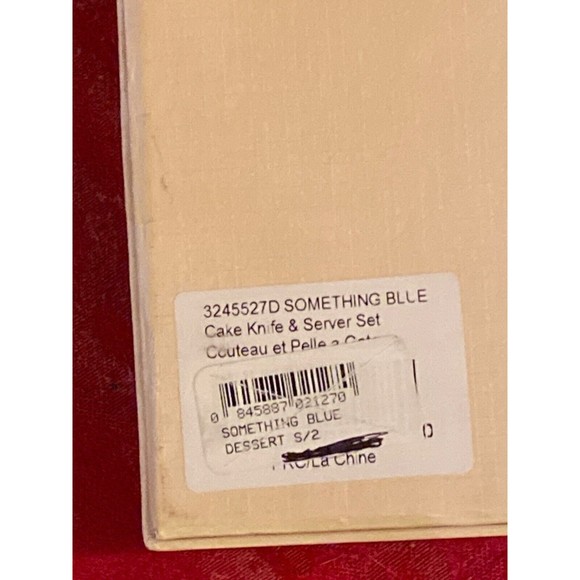 3245527D SOMETHING BLUE
Cake Knife & Server Set
Couteau et Pelle a
0 845887 021270
SOMETHING BLUE
DESSERT S/2
PRC/La Chine